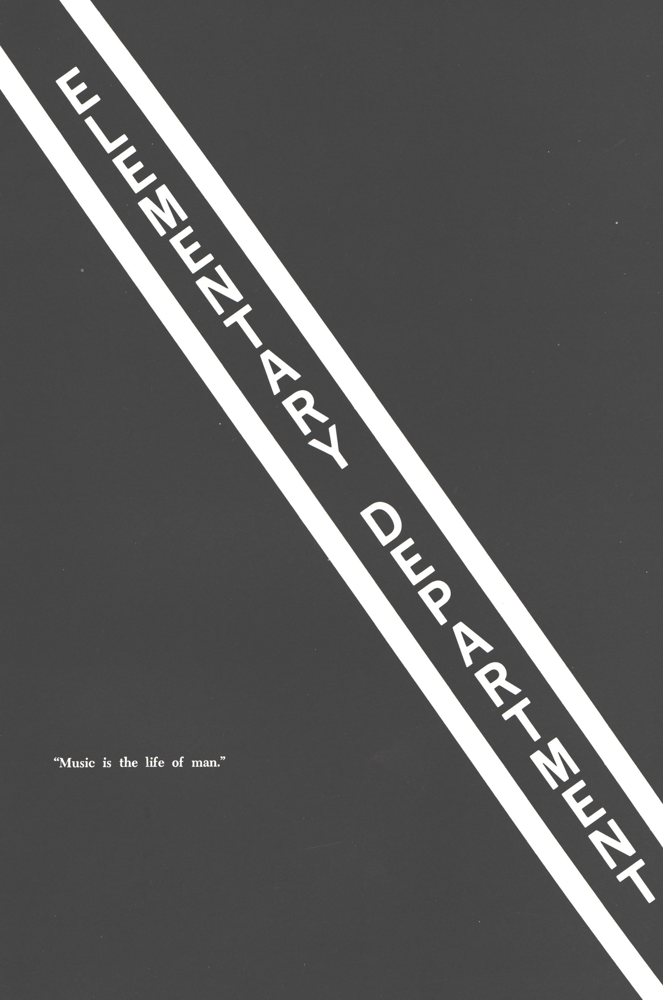 ELEMENTARY DEPARTMENT
“Music is the life of man.”